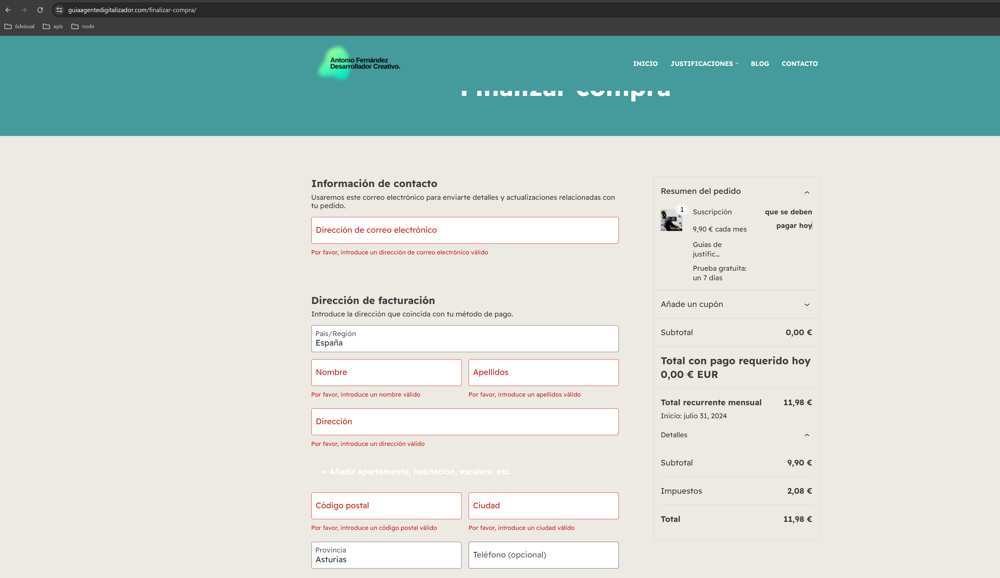 guiaagentedigitalizador.com/finalizar-compra/
6dvisual
apis
node
Antonio Fernández
Desarrollador Creativo.
INICIO
JUSTIFICACIONES
BLOG
CONTACTO
Finalizar compra
Información de contacto
Usaremos este correo electrónico para enviarte detalles y actualizaciones relacionadas con
tu pedido.
Dirección de correo electrónico
Por favor, introduce un dirección de correo electrónico válido
Dirección de facturación
Introduce la dirección que coincida con tu método de pago.
País/Región
España
Nombre
Apellidos
Por favor, introduce un nombre válido
Por favor, introduce un apellidos válido
Dirección
Por favor, introduce un dirección válido
+ Añadir apartamento, habitación, escalera, etc.
Código postal
Ciudad
Por favor, introduce un código postal válido
Por favor, introduce un ciudad válido
Provincia
Asturias
Teléfono (opcional)
Resumen del pedido
1
Suscripción
que se deben
pagar hoy
9,90 € cada mes
Guías de
justific...
Prueba gratuita:
un 7 dias
Añade un cupón
Subtotal
0,00 €
Total con pago requerido hoy
0,00 € EUR
Total recurrente mensual
11,98 €
Inicio: julio 31, 2024
Detalles
Subtotal
9,90 €
Impuestos
2,08 €
Total
11,98 €